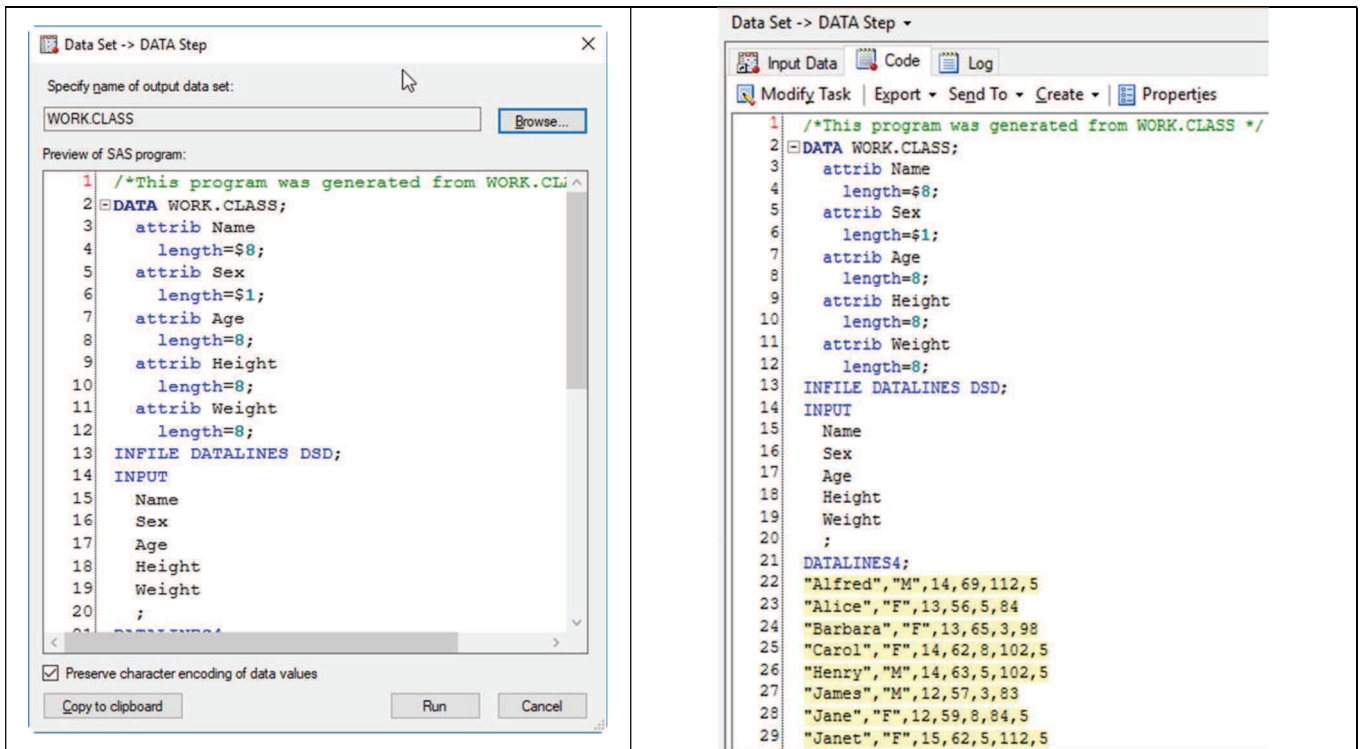 Data Set -> DATA Step
Specify name of output data set:
WORK.CLASS
Browse...
Preview of SAS program:
1 /*This program was generated from WORK.CLA
2 DATA WORK.CLASS;
3 attrib Name
4 length=$8;
5 attrib Sex
6 length=$1;
7 attrib Age
8 length=8;
9 attrib Height
10 length=8;
11 attrib Weight
12 length=8;
13 INFILE DATALINES DSD;
14 INPUT
15 Name
16 Sex
17 Age
18 Height
19 Weight
20 ;
Preserve character encoding of data values
Copy to clipboard
Run
Cancel
Data Set -> DATA Step
Input Data Code Log
Modify Task Export Send To Create Properties
1 /*This program was generated from WORK.CLASS */
2 DATA WORK.CLASS;
3 attrib Name
4 length=$8;
5 attrib Sex
6 length=$1;
7 attrib Age
8 length=8;
9 attrib Height
10 length=8;
11 attrib Weight
12 length=8;
13 INFILE DATALINES DSD;
14 INPUT
15 Name
16 Sex
17 Age
18 Height
19 Weight
20 ;
21 DATALINES4;
22 "Alfred","M",14,69,112,5
23 "Alice","F",13,56,5,84
24 "Barbara","F",13,65,3,98
25 "Carol","F",14,62,8,102,5
26 "Henry","M",14,63,5,102,5
27 "James","M",12,57,3,83
28 "Jane","F",12,59,8,84,5
29 "Janet","F",15,62,5,112,5